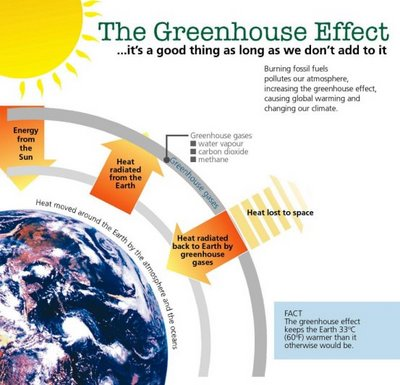 The Greenhouse Effect
...it's a good thing as long as we don't add to it
Burning fossil fuels
pollutes our atmosphere,
increasing the greenhouse effect,
causing global warming and
changing our climate.
Energy
from
the
Sun
Heat
radiated
from the
Earth
Greenhouse gases
water vapour
carbon dioxide
methane
Greenhouse gases
Heat lost to space
Heat radiated
back to Earth by
greenhouse
gases
Heat moved around the Earth by the atmosphere and the oceans
FACT
The greenhouse effect
keeps the Earth 33ºC
(60ºF) warmer than it
otherwise would be.